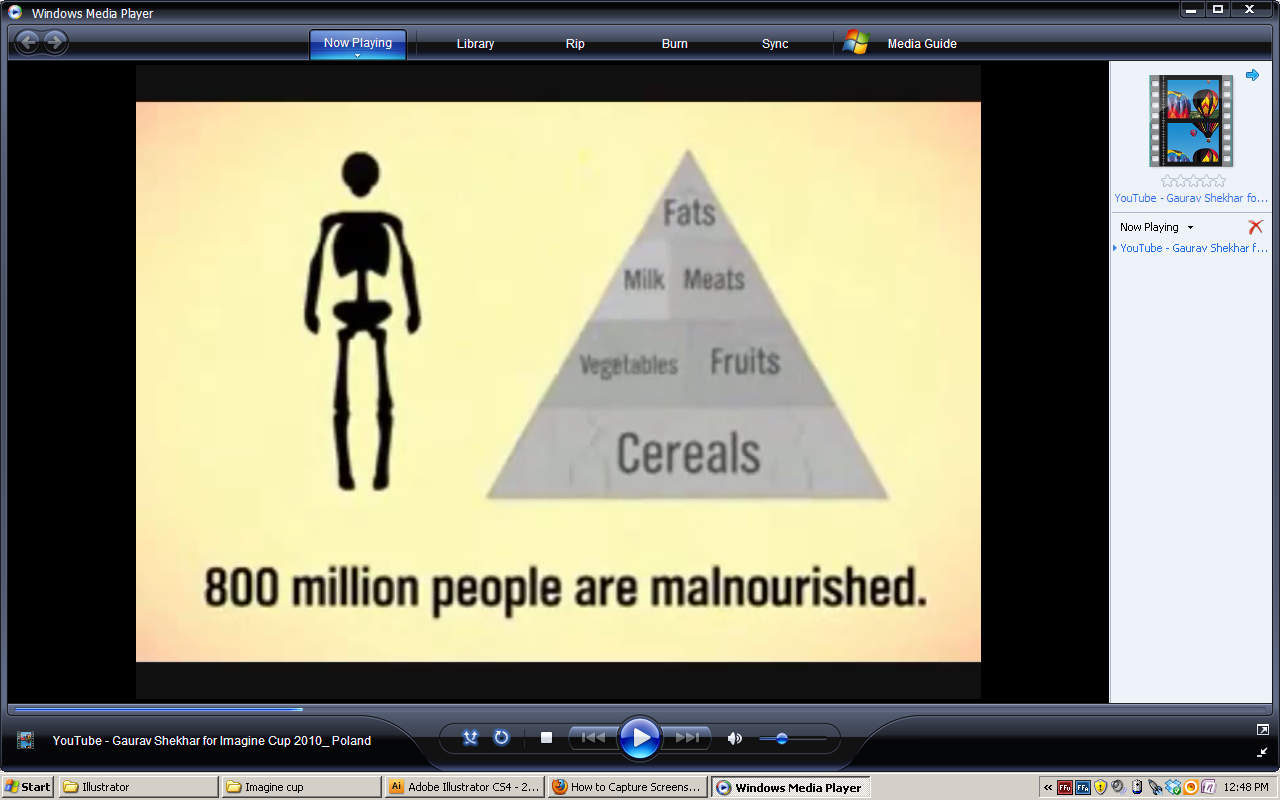 Windows Media Player
Now Playing Library Rip Burn Sync Media Guide
YouTube - Gaurav Shekhar fo...
Now Playing
YouTube - Gaurav Shekhar f...
Fats
Milk Meats
Vegetables Fruits
Cereals
800 million people are malnourished.
YouTube - Gaurav Shekhar for Imagine Cup 2010_ Poland
Start Illustrator Imagine cup Adobe Illustrator CS4 - 2... How to Capture Screens... Windows Media Player 12:48 PM